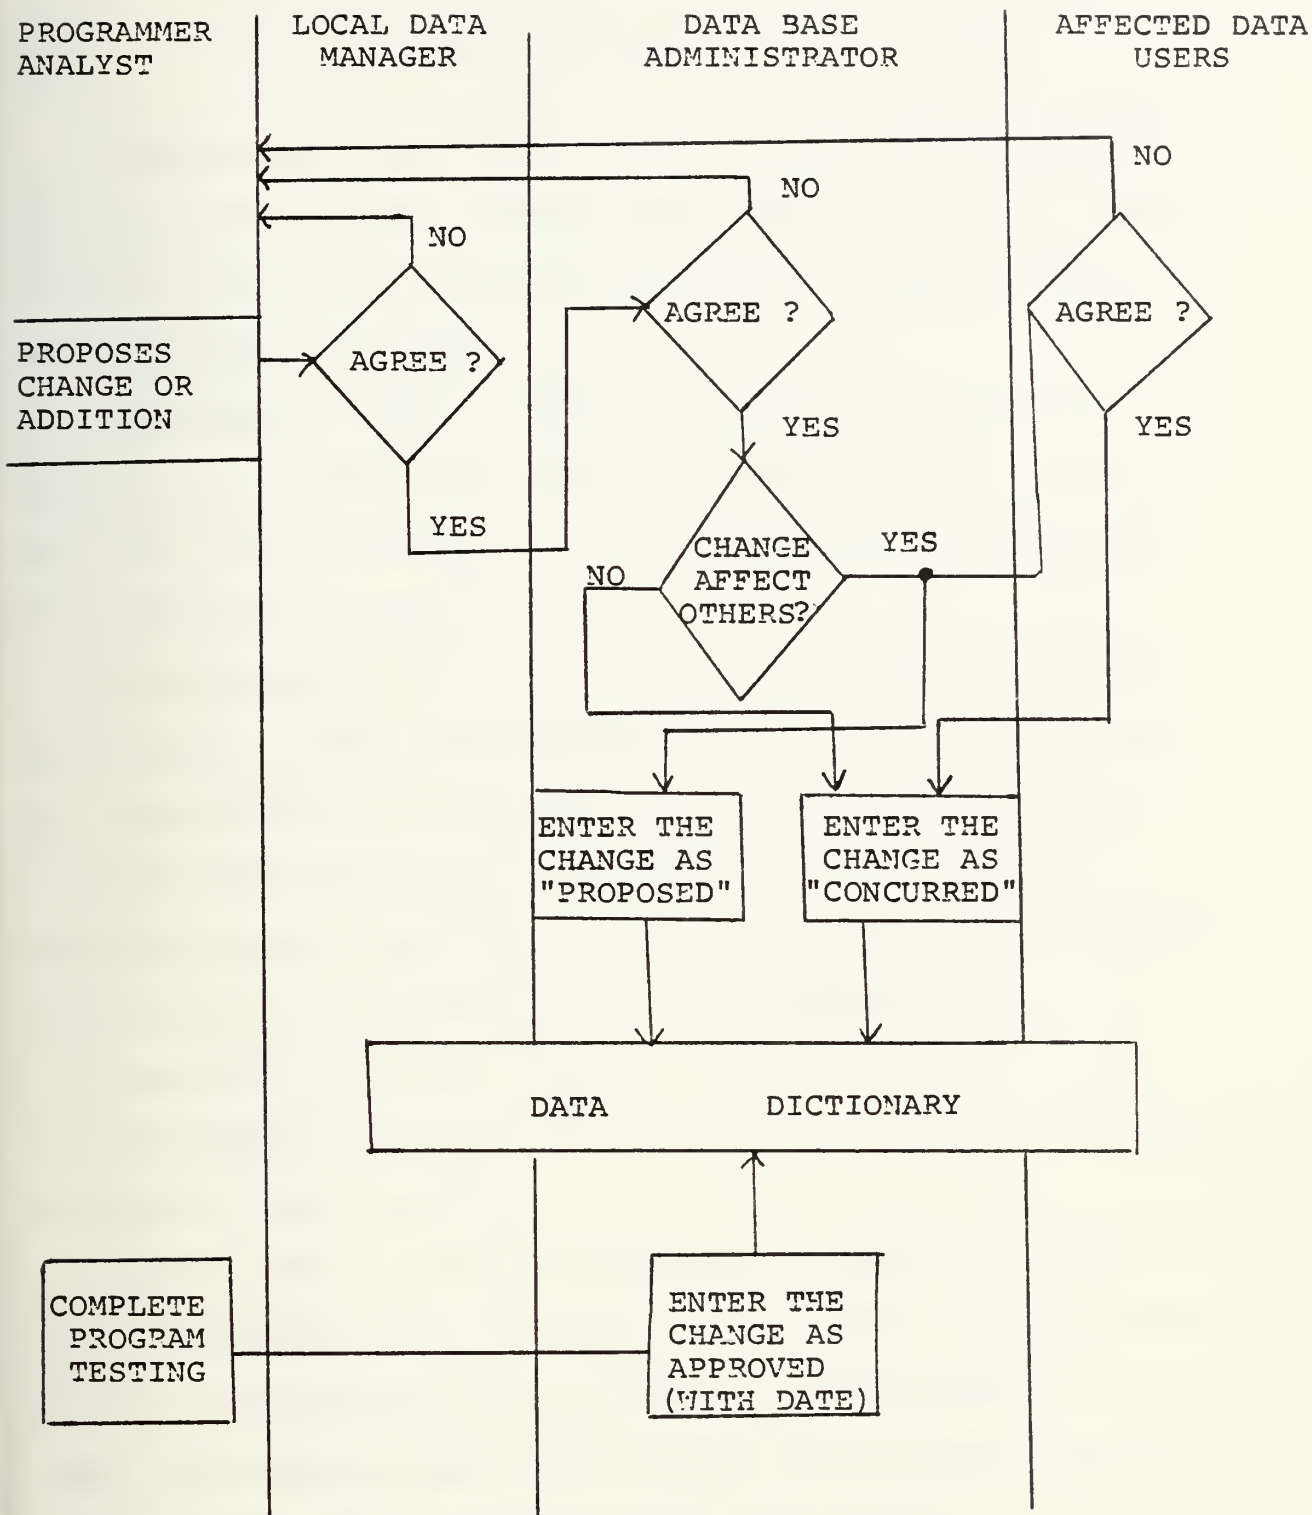 PROGRAMMER
ANALYST
LOCAL DATA
MANAGER
DATA BASE
ADMINISTRATOR
AFFECTED DATA
USERS
NO
NO
NO
AGREE ?
AGREE ?
AGREE ?
PROPOSES
CHANGE OR
ADDITION
YES
YES
YES
YES
NO
CHANGE
AFFECT
OTHERS?
ENTER THE
CHANGE AS
"PROPOSED"
ENTER THE
CHANGE AS
"CONCURRED"
DATA DICTIONARY
COMPLETE
PROGRAM
TESTING
ENTER THE
CHANGE AS
APPROVED
(WITH DATE)